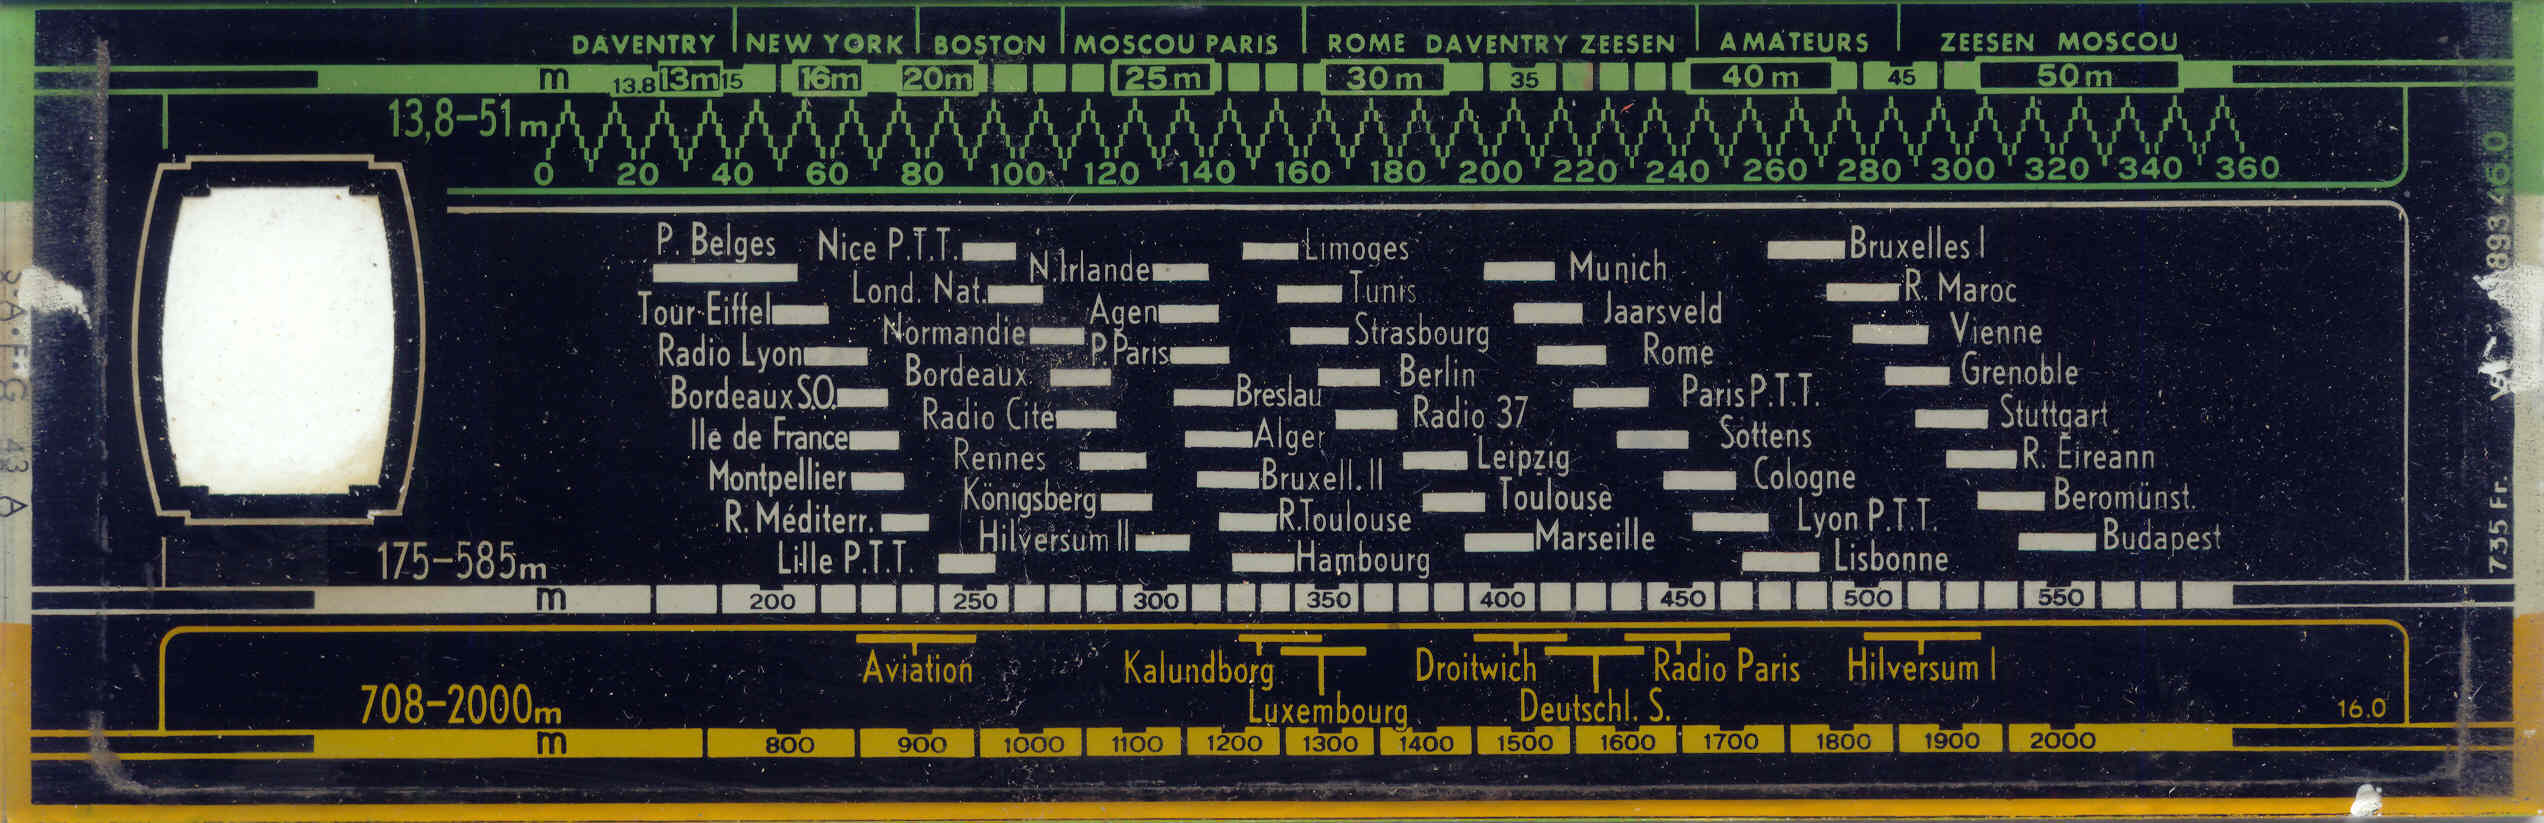 DAVENTRY NEW YORK BOSTON MOSCOU PARIS ROME DAVENTRY ZEESEN AMATEURS ZEESEN MOSCOU
m 13.8 13m 15 16m 20m 25m 30m 35 40m 45 50m
13,8-51m
0 20 40 60 80 100 120 140 160 180 200 220 240 260 280 300 320 340 360
P. Belges
Tour Eiffel
Radio Lyon
Bordeaux S.O.
Ile de France
Montpellier
R. Méditerr.
Lille P.T.T.
Nice P.T.T.
Lond. Nat.
Normandie
Bordeaux
Radio Cité
Rennes
Königsberg
Hilversum II
N.Irlande
Agen
P.Paris
Breslau
Alger
Bruxell. II
R.Toulouse
Hambourg
Limoges
Tunis
Strasbourg
Berlin
Radio 37
Leipzig
Toulouse
Marseille
Munich
Jaarsveld
Rome
Paris P.T.T.
Sottens
Cologne
Lyon P.T.T.
Lisbonne
Bruxelles I
R. Maroc
Vienne
Grenoble
Stuttgart
R. Eireann
Beromünst.
Budapest
175-585m
m 200 250 300 350 400 450 500 550
Aviation Kalundborg Droitwich Radio Paris Hilversum I
Luxembourg Deutschl. S.
708-2000m
16.0
m 800 900 1000 1100 1200 1300 1400 1500 1600 1700 1800 1900 2000
735 Fr.
893 46.0